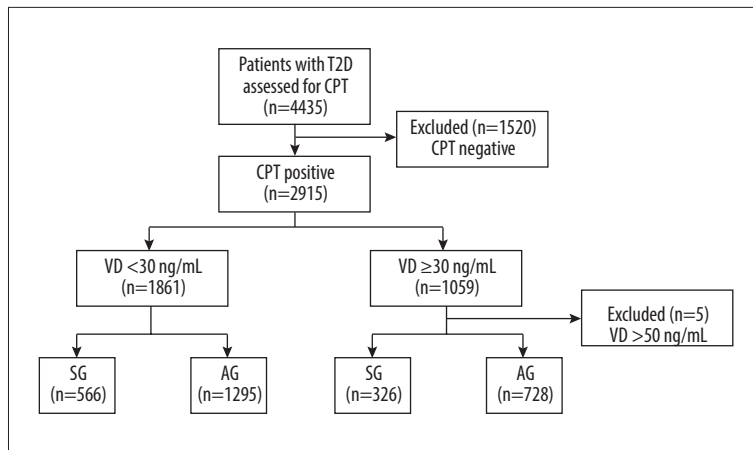 Patients with T2D
assessed for CPT
(n=4435)
Excluded (n=1520)
CPT negative
CPT positive
(n=2915)
VD <30 ng/mL
(n=1861)
VD ≥30 ng/mL
(n=1059)
Excluded (n=5)
VD >50 ng/mL
SG
(n=566)
AG
(n=1295)
SG
(n=326)
AG
(n=728)